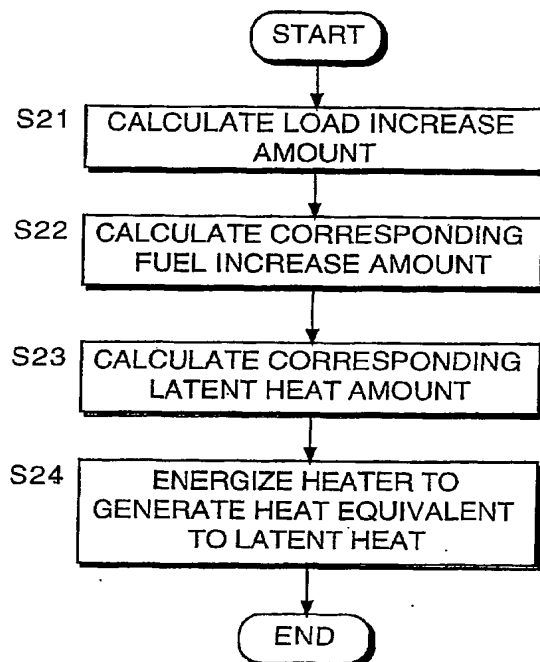 START
S21
CALCULATE LOAD INCREASE
AMOUNT
S22
CALCULATE CORRESPONDING
FUEL INCREASE AMOUNT
S23
CALCULATE CORRESPONDING
LATENT HEAT AMOUNT
S24
ENERGIZE HEATER TO
GENERATE HEAT EQUIVALENT
TO LATENT HEAT
END